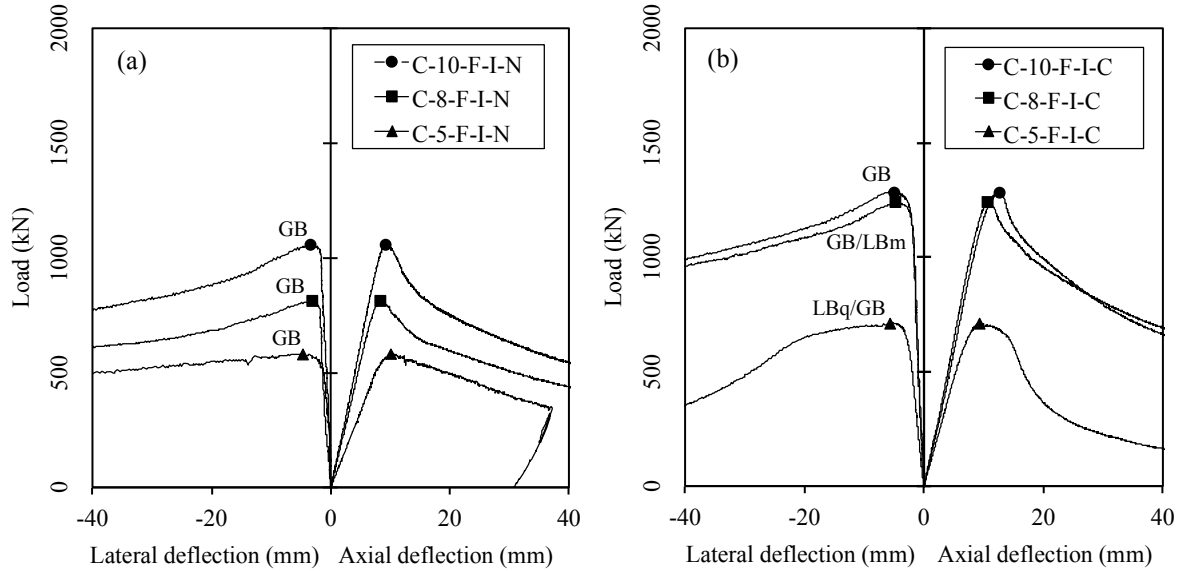 (a)
C-10-F-I-N
C-8-F-I-N
C-5-F-I-N
GB
GB
GB
Load (kN)
0
500
1000
1500
2000
-40
-20
0
20
40
Lateral deflection (mm)
Axial deflection (mm)
(b)
C-10-F-I-C
C-8-F-I-C
C-5-F-I-C
GB
GB/LBm
LBq/GB
Load (kN)
0
500
1000
1500
2000
-40
-20
0
20
40
Lateral deflection (mm)
Axial deflection (mm)